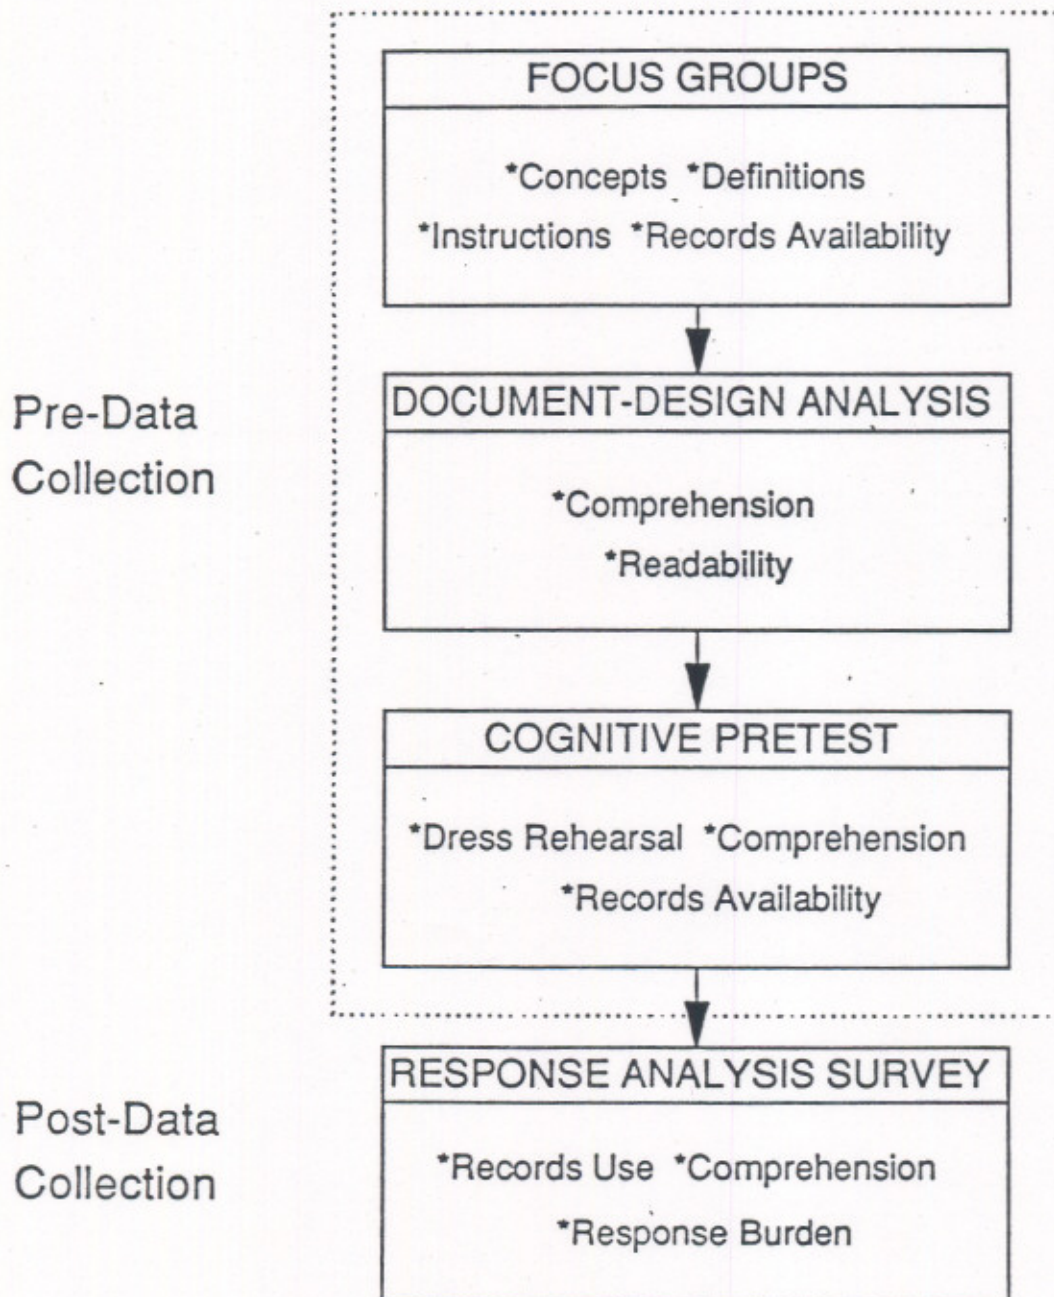 FOCUS GROUPS
*Concepts *Definitions
*Instructions *Records Availability
Pre-Data
Collection
DOCUMENT-DESIGN ANALYSIS
*Comprehension
*Readability
COGNITIVE PRETEST
*Dress Rehearsal *Comprehension
*Records Availability
Post-Data
Collection
RESPONSE ANALYSIS SURVEY
*Records Use *Comprehension
*Response Burden